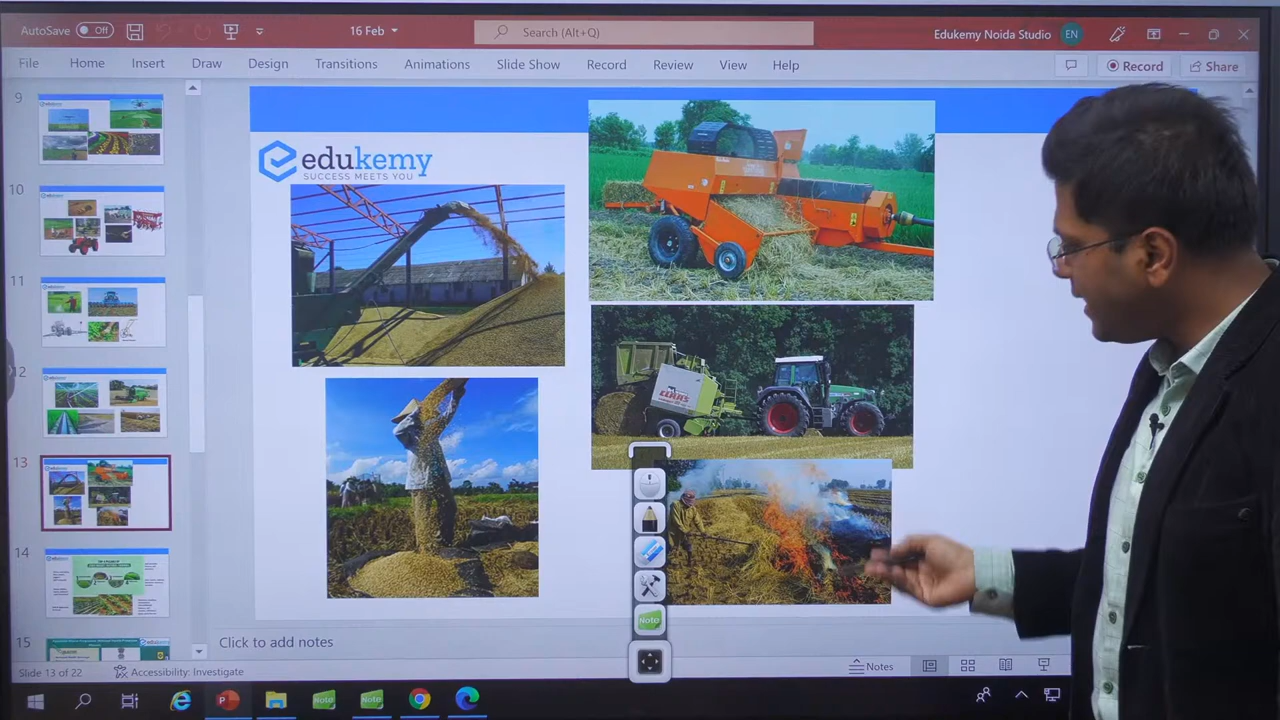 AutoSave Off
16 Feb
Search (Alt+Q)
Edukemy Noida Studio EN
File Home Insert Draw Design Transitions Animations Slide Show Record Review View Help
Record Share
edukemy
SUCCESS MEETS YOU
9
10
11
12
13
14
15
CLAAS
Note
Click to add notes
Slide 13 of 22
Accessibility: Investigate
Notes
Note
Note